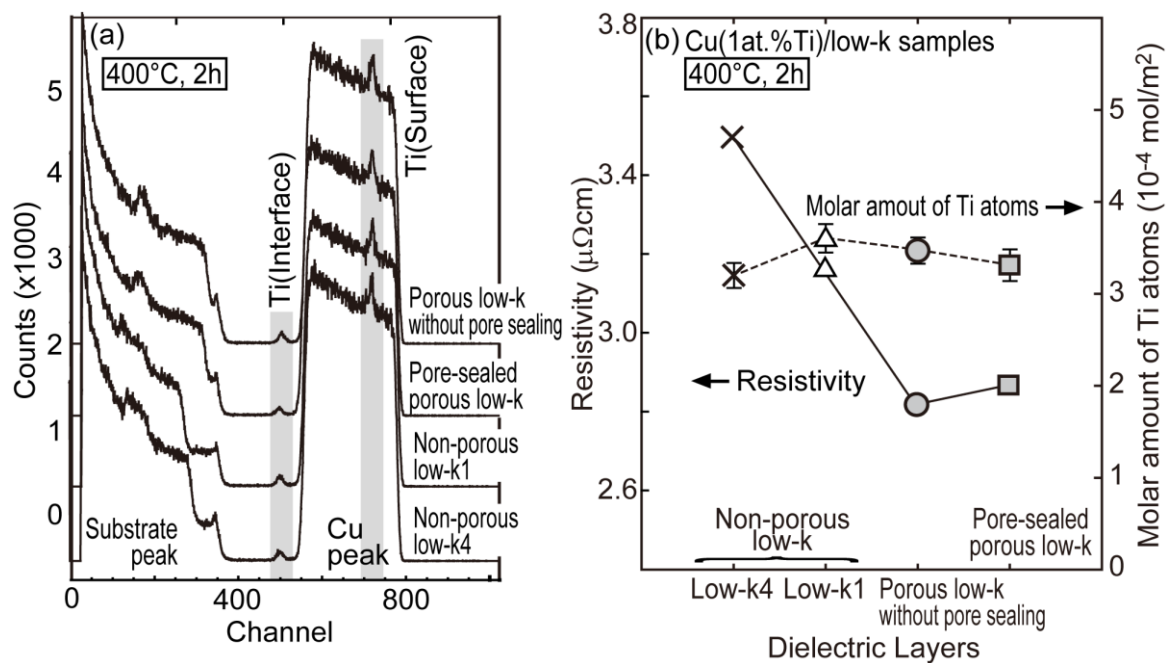 (a)
400°C, 2h
Counts (x1000)
5
4
3
2
1
0
Ti(Interface)
Ti(Surface)
Porous low-k
without pore sealing
Pore-sealed
porous low-k
Non-porous
low-k1
Non-porous
low-k4
Substrate
peak
Cu
peak
0
400
800
Channel
(b) Cu(1at.%Ti)/low-k samples
400°C, 2h
Resistivity (μΩcm)
3.8
3.4
3.0
2.6
Molar amout of Ti atoms
Resistivity
Molar amount of Ti atoms (10⁻⁴ mol/m²)
5
4
3
2
1
0
Non-porous
low-k
Pore-sealed
porous low-k
Low-k4
Low-k1
Porous low-k
without pore sealing
Dielectric Layers